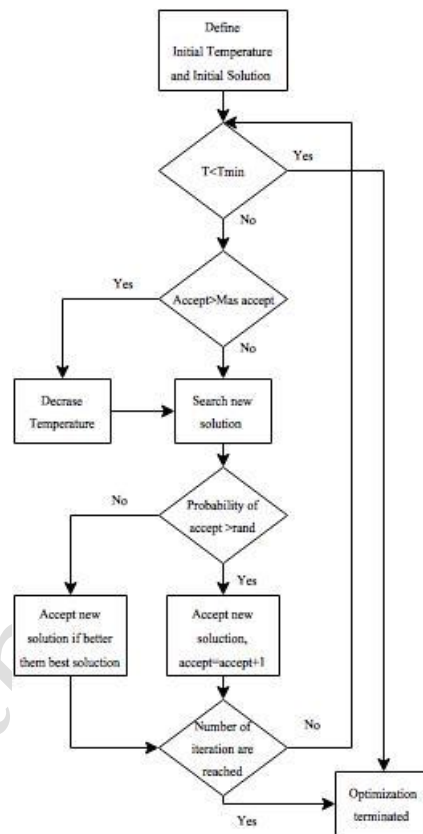 Define
Initial Temperature
and Initial Solution
T<Tmin
Yes
No
Accept>Mas accept
Yes
No
Decrase
Temperature
Search new
solution
Probability of
accept >rand
No
Yes
Accept new
solution if better
them best soluction
Accept new
soluction,
accept=accept+1
Number of
iteration are
reached
No
Yes
Optimization
terminated